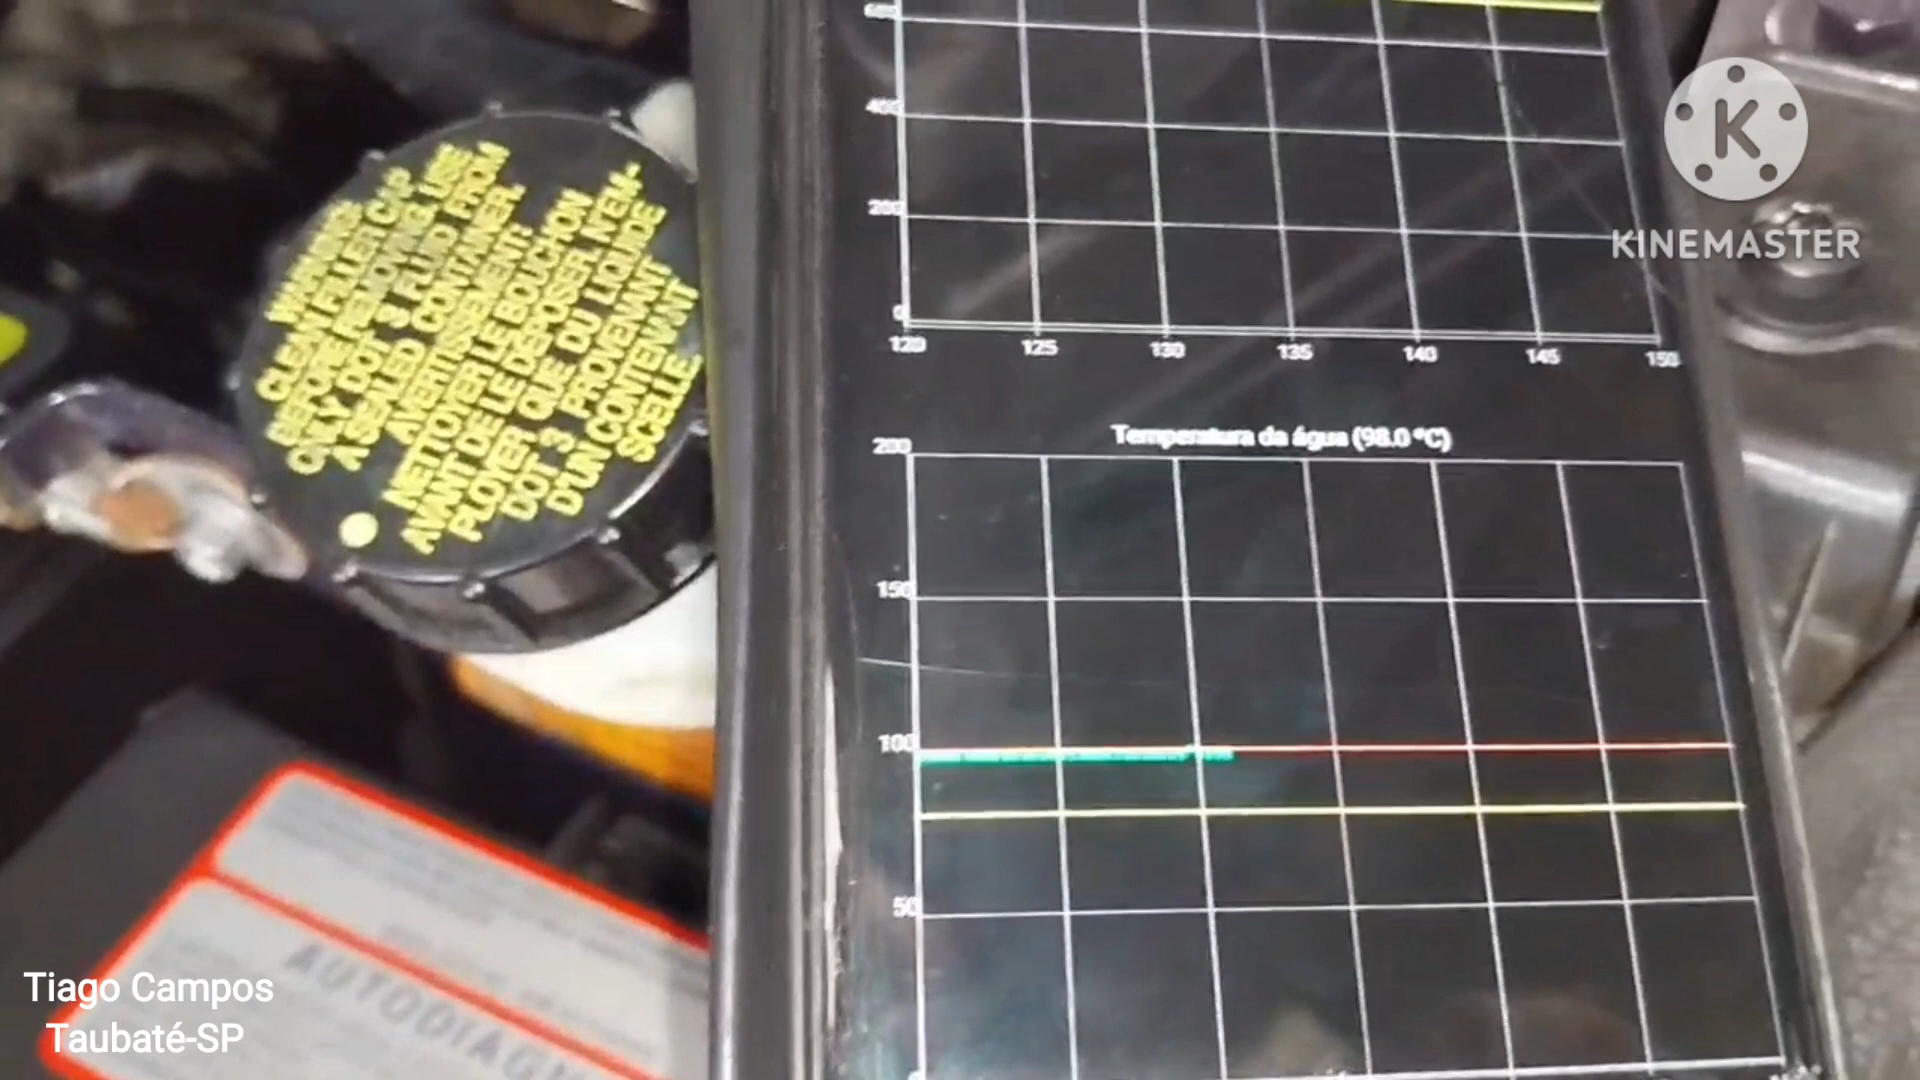 WARNING:
CLEAN FILLER CAP
BEFORE REMOVING. USE
ONLY DOT 3 FLUID FROM
A SEALED CONTAINER.
AVERTISSEMENT:
NETTOYER LE BOUCHON
AVANT DE LE DEPOSER N'EM-
PLOYER QUE DU LIQUIDE
DOT 3 PROVENANT
D'UN CONTENANT
SCELLE.
600
400
200
0
120 125 130 135 140 145 150
Temperatura da água (98.0 °C)
200
150
100
50
0
K
KINEMASTER
Tiago Campos
Taubaté-SP